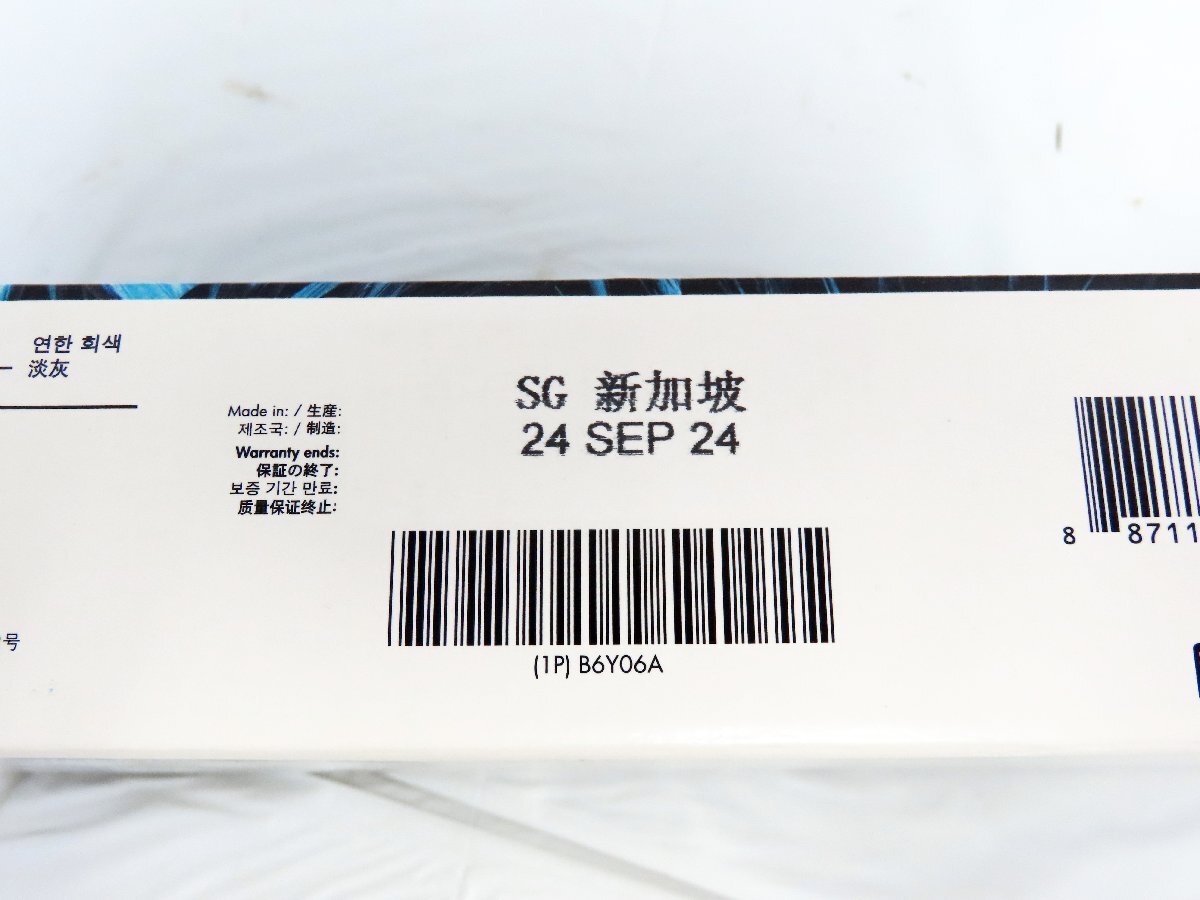 연한 회색
淡灰
Made in: / 生産:
제조국: / 制造:
Warranty ends:
保証の終了:
보증 기간 만료:
质量保证终止:
SG 新加坡
24 SEP 24
(1P) B6Y06A
8 8711
号